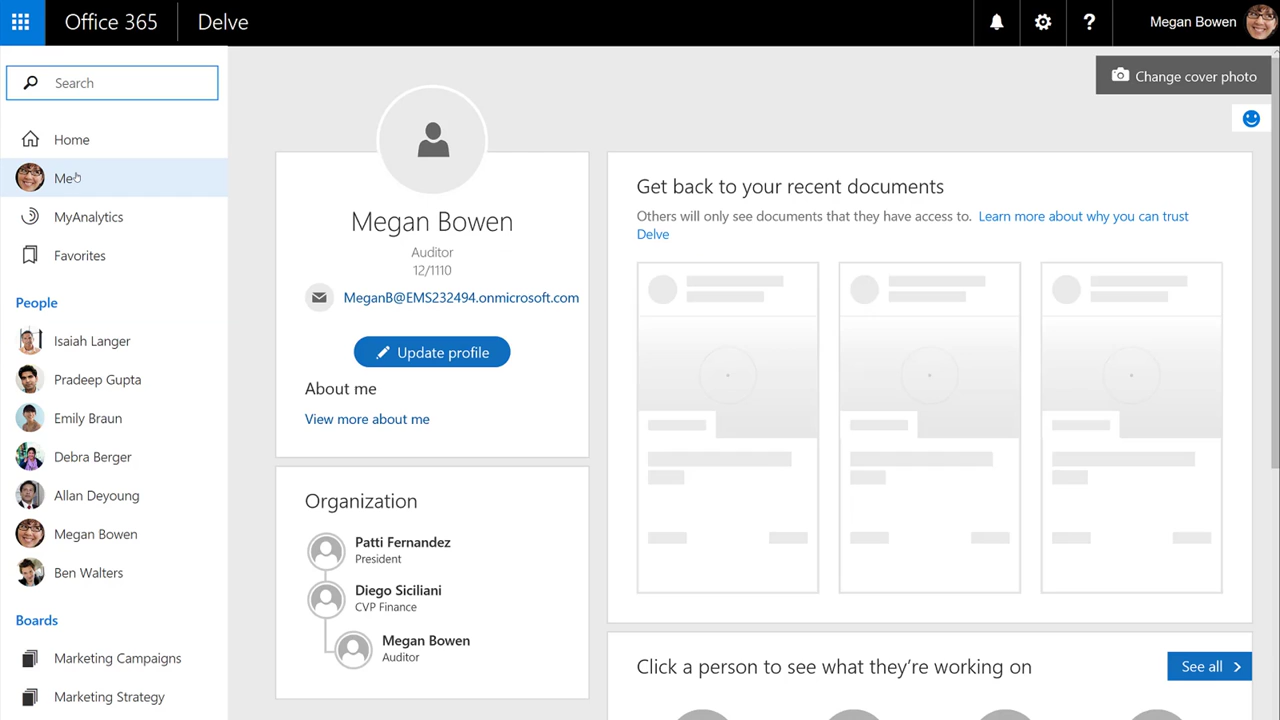 Office 365
Delve
?
Megan Bowen
Search
Home
Me
MyAnalytics
Favorites
People
Isaiah Langer
Pradeep Gupta
Emily Braun
Debra Berger
Allan Deyoung
Megan Bowen
Ben Walters
Boards
Marketing Campaigns
Marketing Strategy
Change cover photo
Megan Bowen
Auditor
12/1110
MeganB@EMS232494.onmicrosoft.com
Update profile
About me
View more about me
Organization
Patti Fernandez
President
Diego Siciliani
CVP Finance
Megan Bowen
Auditor
Get back to your recent documents
Others will only see documents that they have access to. Learn more about why you can trust
Delve
Click a person to see what they’re working on
See all